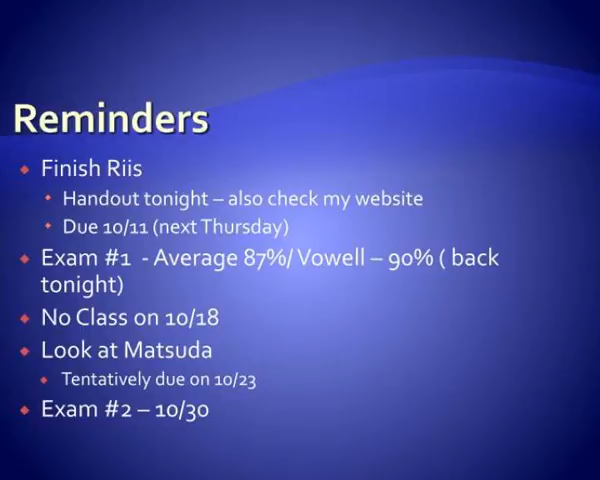 Reminders
Finish Riis
Handout tonight – also check my website
Due 10/11 (next Thursday)
Exam #1  - Average 87%/ Vowell – 90% ( back
tonight)
No Class on 10/18
Look at Matsuda
Tentatively due on 10/23
Exam #2 – 10/30